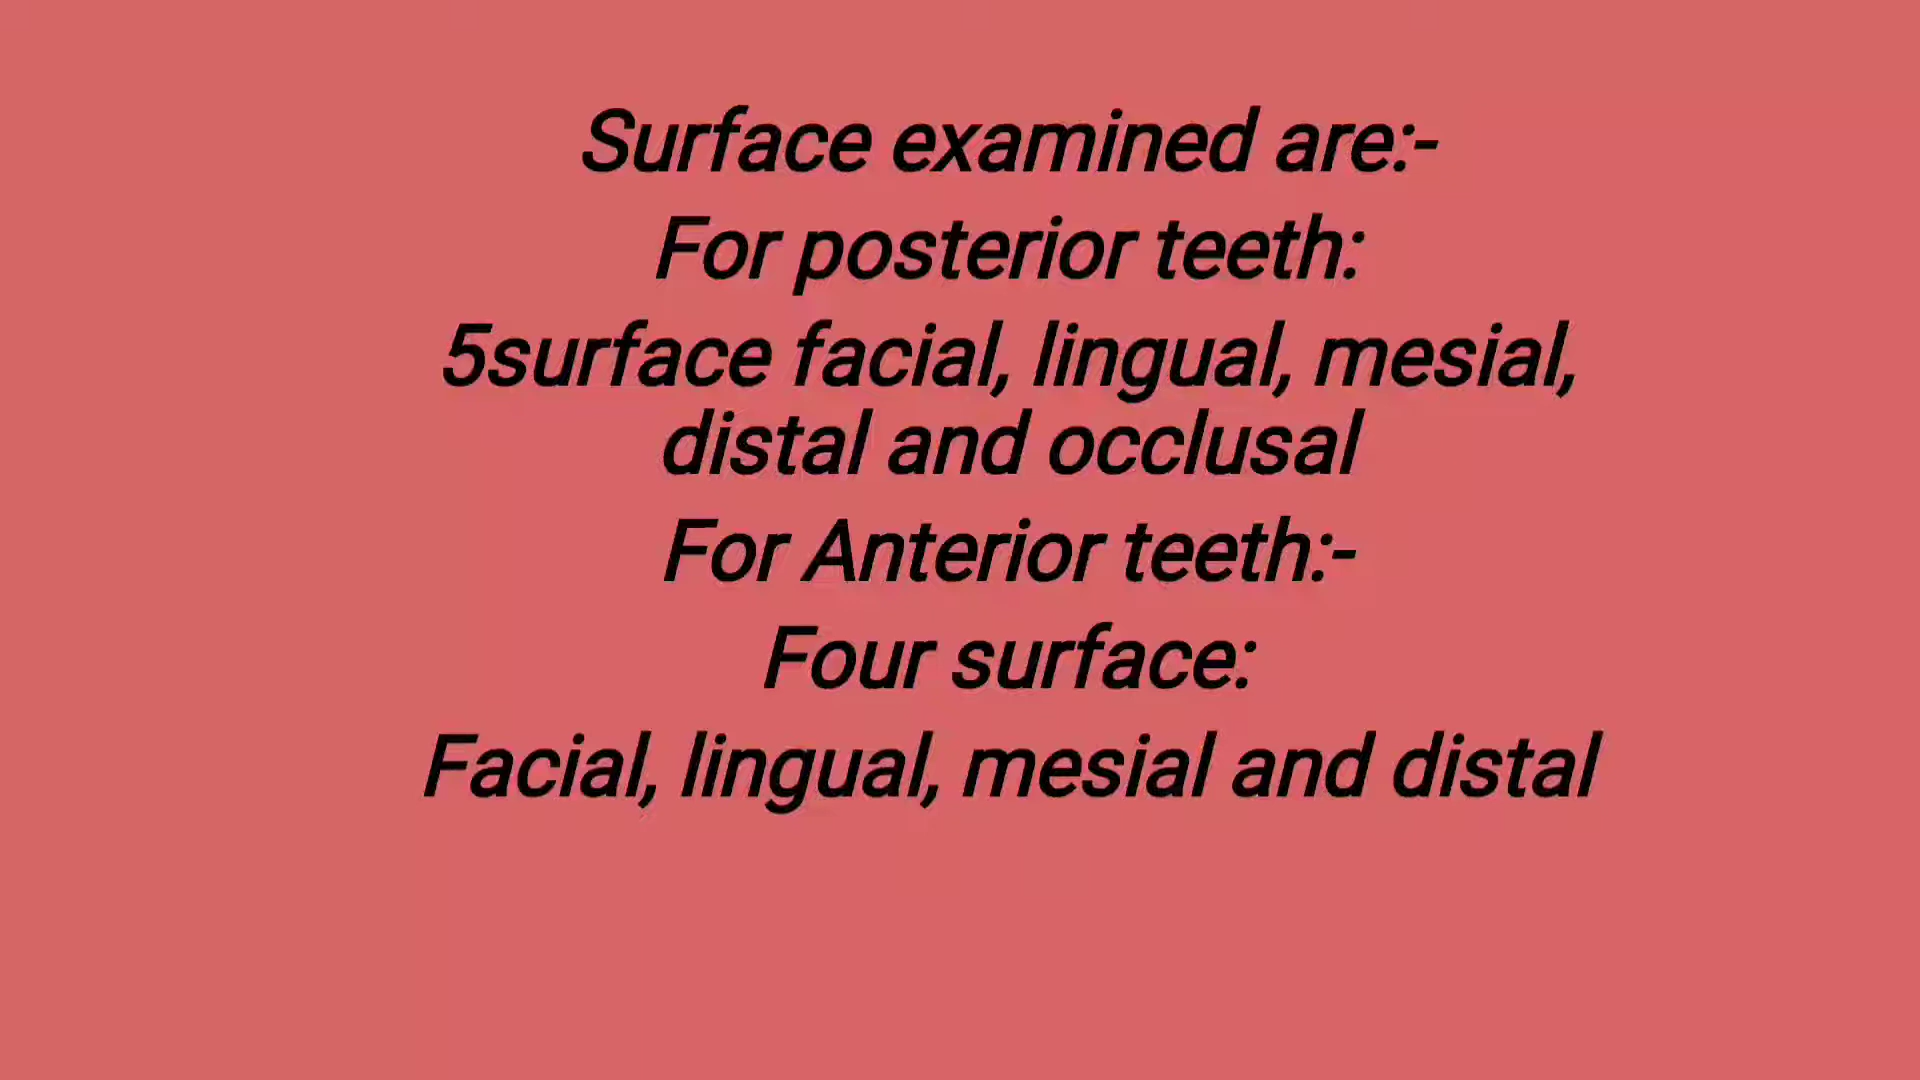 Surface examined are:-
For posterior teeth:
5surface facial, lingual, mesial,
distal and occlusal
For Anterior teeth:-
Four surface:
Facial, lingual, mesial and distal